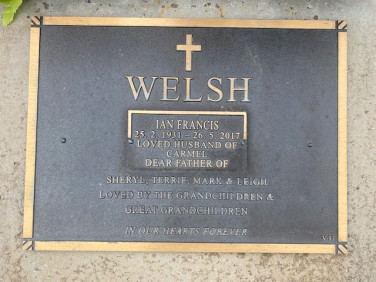 WELSH
IAN FRANCIS
25. 2. 1931 - 26. 5. 2017
LOVED HUSBAND OF
CARMEL
DEAR FATHER OF
SHERYL, TERRIE, MARK & LEIGH
LOVED BY THE GRANDCHILDREN &
GREAT GRANDCHILDREN
IN OUR HEARTS FOREVER